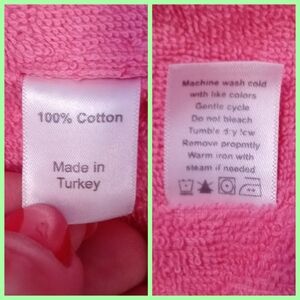 100% Cotton
Made in
Turkey
Machine wash cold
with like colors
Gentle cycle
Do not bleach
Tumble dry low
Remove propmtly
Warm iron with
steam if needed